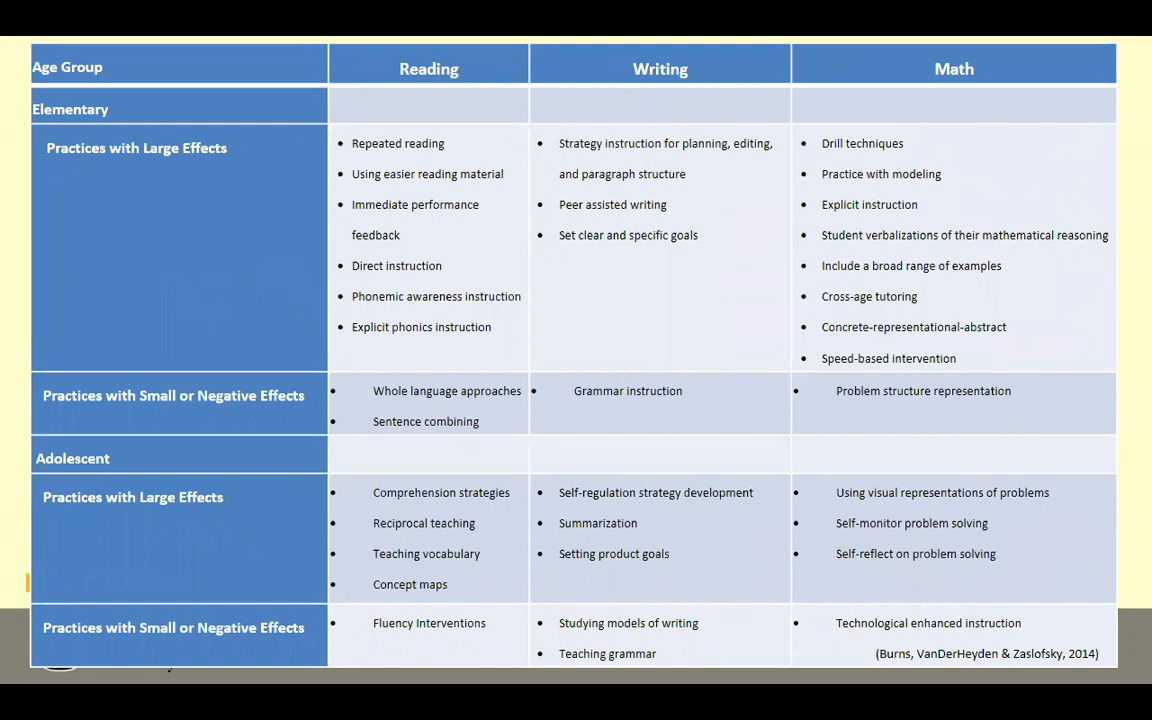 Age Group Reading Writing Math
Elementary
Practices with Large Effects
• Repeated reading
• Using easier reading material
• Immediate performance
feedback
• Direct instruction
• Phonemic awareness instruction
• Explicit phonics instruction
• Strategy instruction for planning, editing,
and paragraph structure
• Peer assisted writing
• Set clear and specific goals
• Drill techniques
• Practice with modeling
• Explicit instruction
• Student verbalizations of their mathematical reasoning
• Include a broad range of examples
• Cross-age tutoring
• Concrete-representational-abstract
• Speed-based intervention
Practices with Small or Negative Effects
• Whole language approaches
• Sentence combining
• Grammar instruction
• Problem structure representation
Adolescent
Practices with Large Effects
• Comprehension strategies
• Reciprocal teaching
• Teaching vocabulary
• Concept maps
• Self-regulation strategy development
• Summarization
• Setting product goals
• Using visual representations of problems
• Self-monitor problem solving
• Self-reflect on problem solving
Practices with Small or Negative Effects
• Fluency Interventions
• Studying models of writing
• Teaching grammar
• Technological enhanced instruction
(Burns, VanDerHeyden & Zaslofsky, 2014)